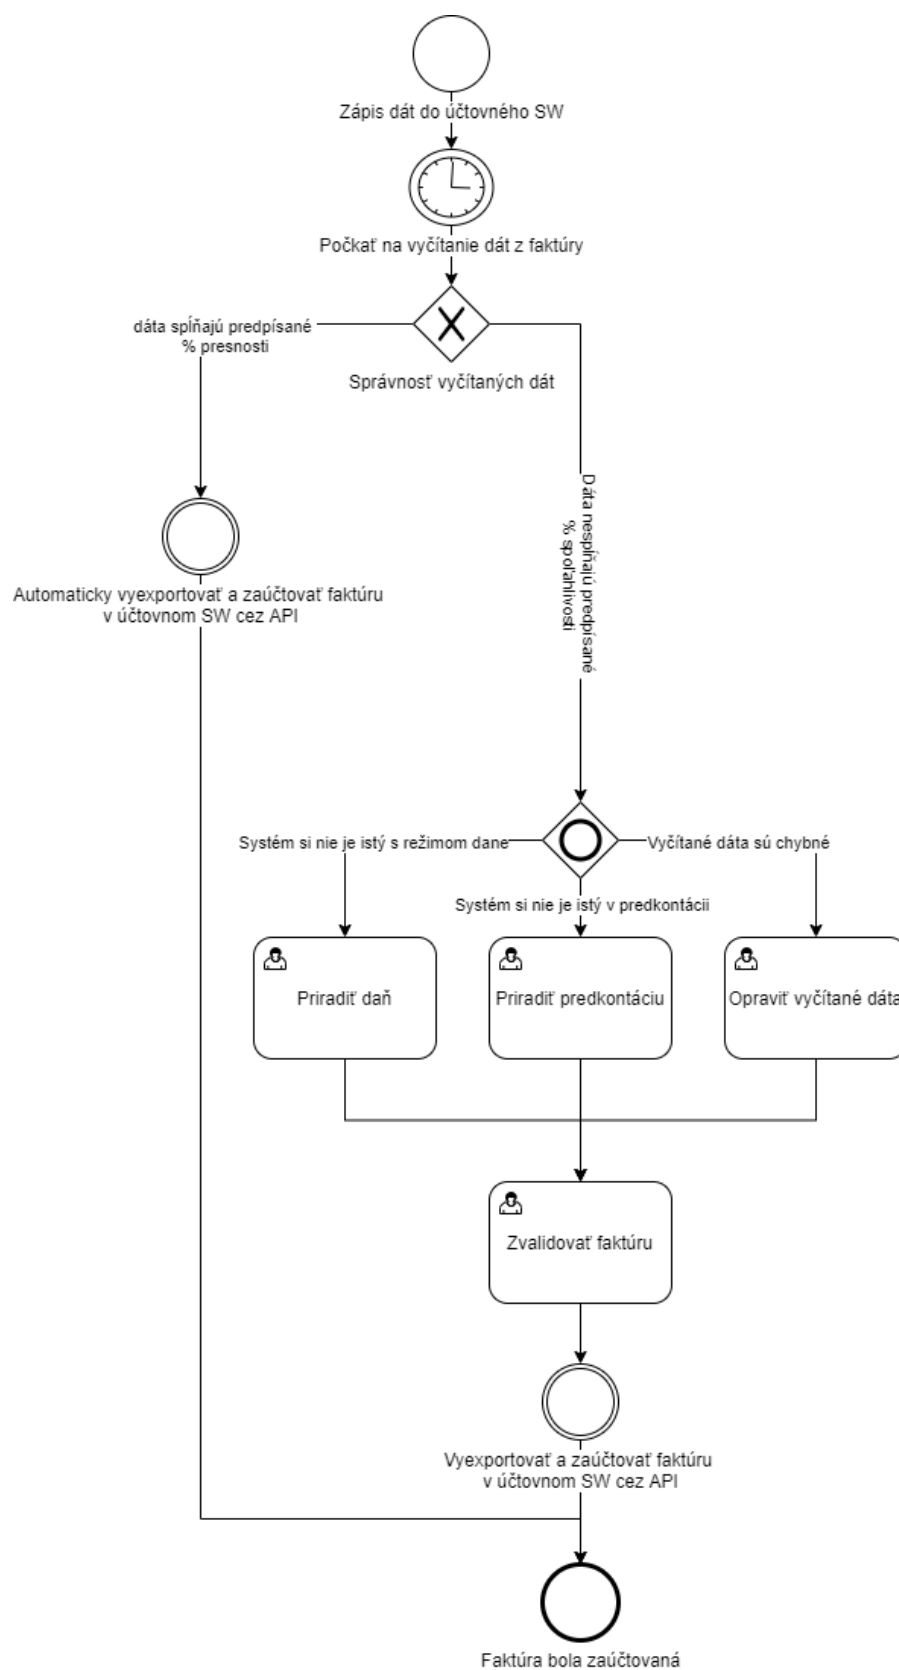 Zápis dát do účtovného SW
Počkať na vyčítanie dát z faktúry
dáta spĺňajú predpísané
% presnosti
Správnosť vyčítaných dát
Dáta nespĺňajú predpísané
% spoľahlivosti
Automaticky vyexportovať a zaúčtovať faktúru
v účtovnom SW cez API
Systém si nie je istý s režimom dane
Vyčítané dáta sú chybné
Systém si nie je istý v predkontácii
Priradiť daň
Priradiť predkontáciu
Opraviť vyčítané dáta
Zvalidovať faktúru
Vyexportovať a zaúčtovať faktúru
v účtovnom SW cez API
Faktúra bola zaúčtovaná